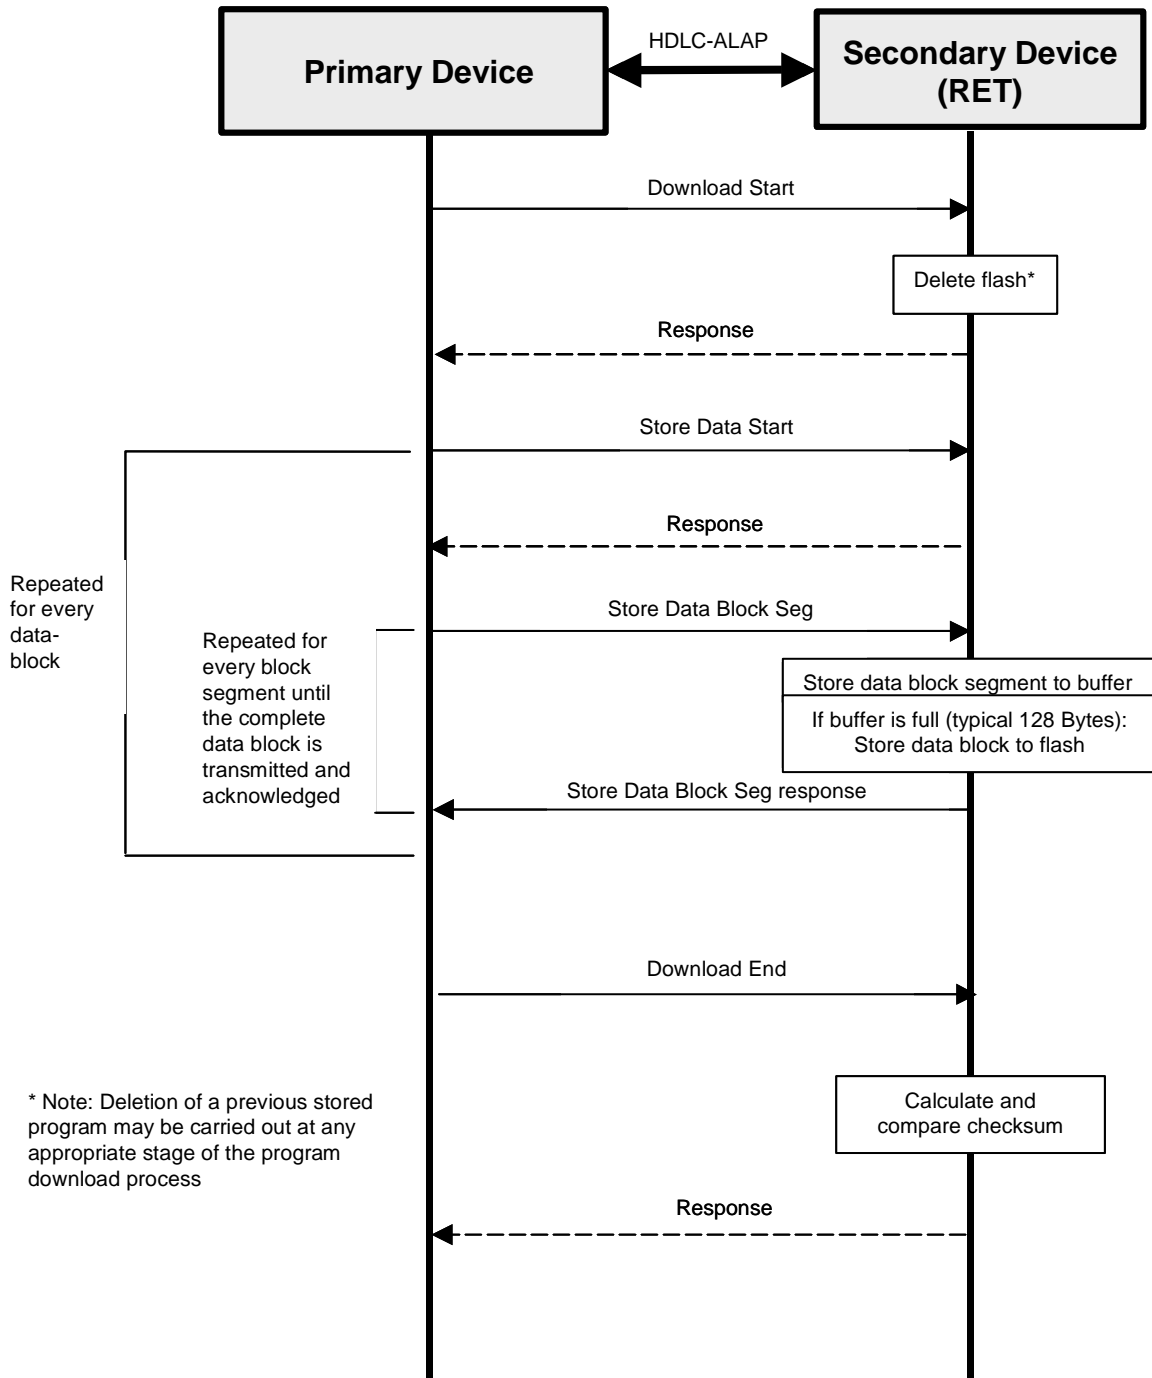 HDLC-ALAP
Primary Device
Secondary Device
(RET)
Download Start
Delete flash*
Response
Store Data Start
Response
Repeated
for every
data-
block
Store Data Block Seg
Repeated for
every block
segment until
the complete
data block is
transmitted and
acknowledged
Store data block segment to buffer
If buffer is full (typical 128 Bytes):
Store data block to flash
Store Data Block Seg response
Download End
* Note: Deletion of a previous stored
program may be carried out at any
appropriate stage of the program
download process
Calculate and
compare checksum
Response